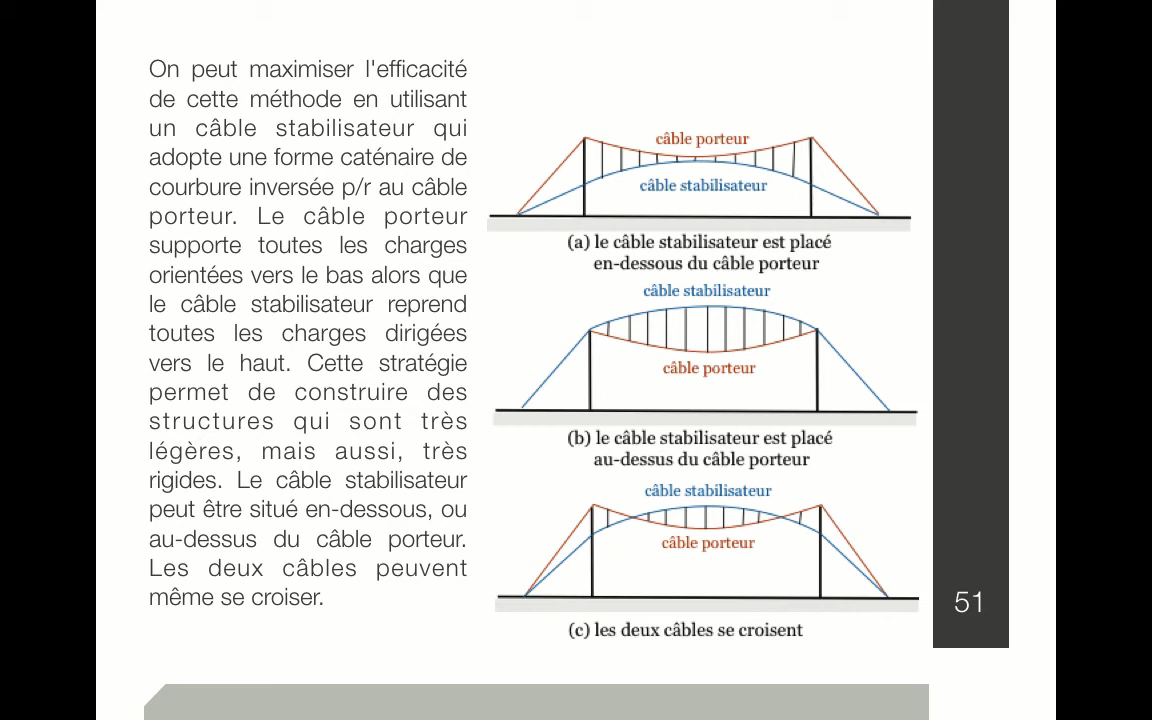 On peut maximiser l'efficacité
de cette méthode en utilisant
un câble stabilisateur qui
adopte une forme caténaire de
courbure inversée p/r au câble
porteur. Le câble porteur
supporte toutes les charges
orientées vers le bas alors que
le câble stabilisateur reprend
toutes les charges dirigées
vers le haut. Cette stratégie
permet de construire des
structures qui sont très
légères, mais aussi, très
rigides. Le câble stabilisateur
peut être situé en-dessous, ou
au-dessus du câble porteur.
Les deux câbles peuvent
même se croiser.
câble porteur
câble stabilisateur
(a) le câble stabilisateur est placé
en-dessous du câble porteur
câble stabilisateur
câble porteur
(b) le câble stabilisateur est placé
au-dessus du câble porteur
câble stabilisateur
câble porteur
(c) les deux câbles se croisent
51